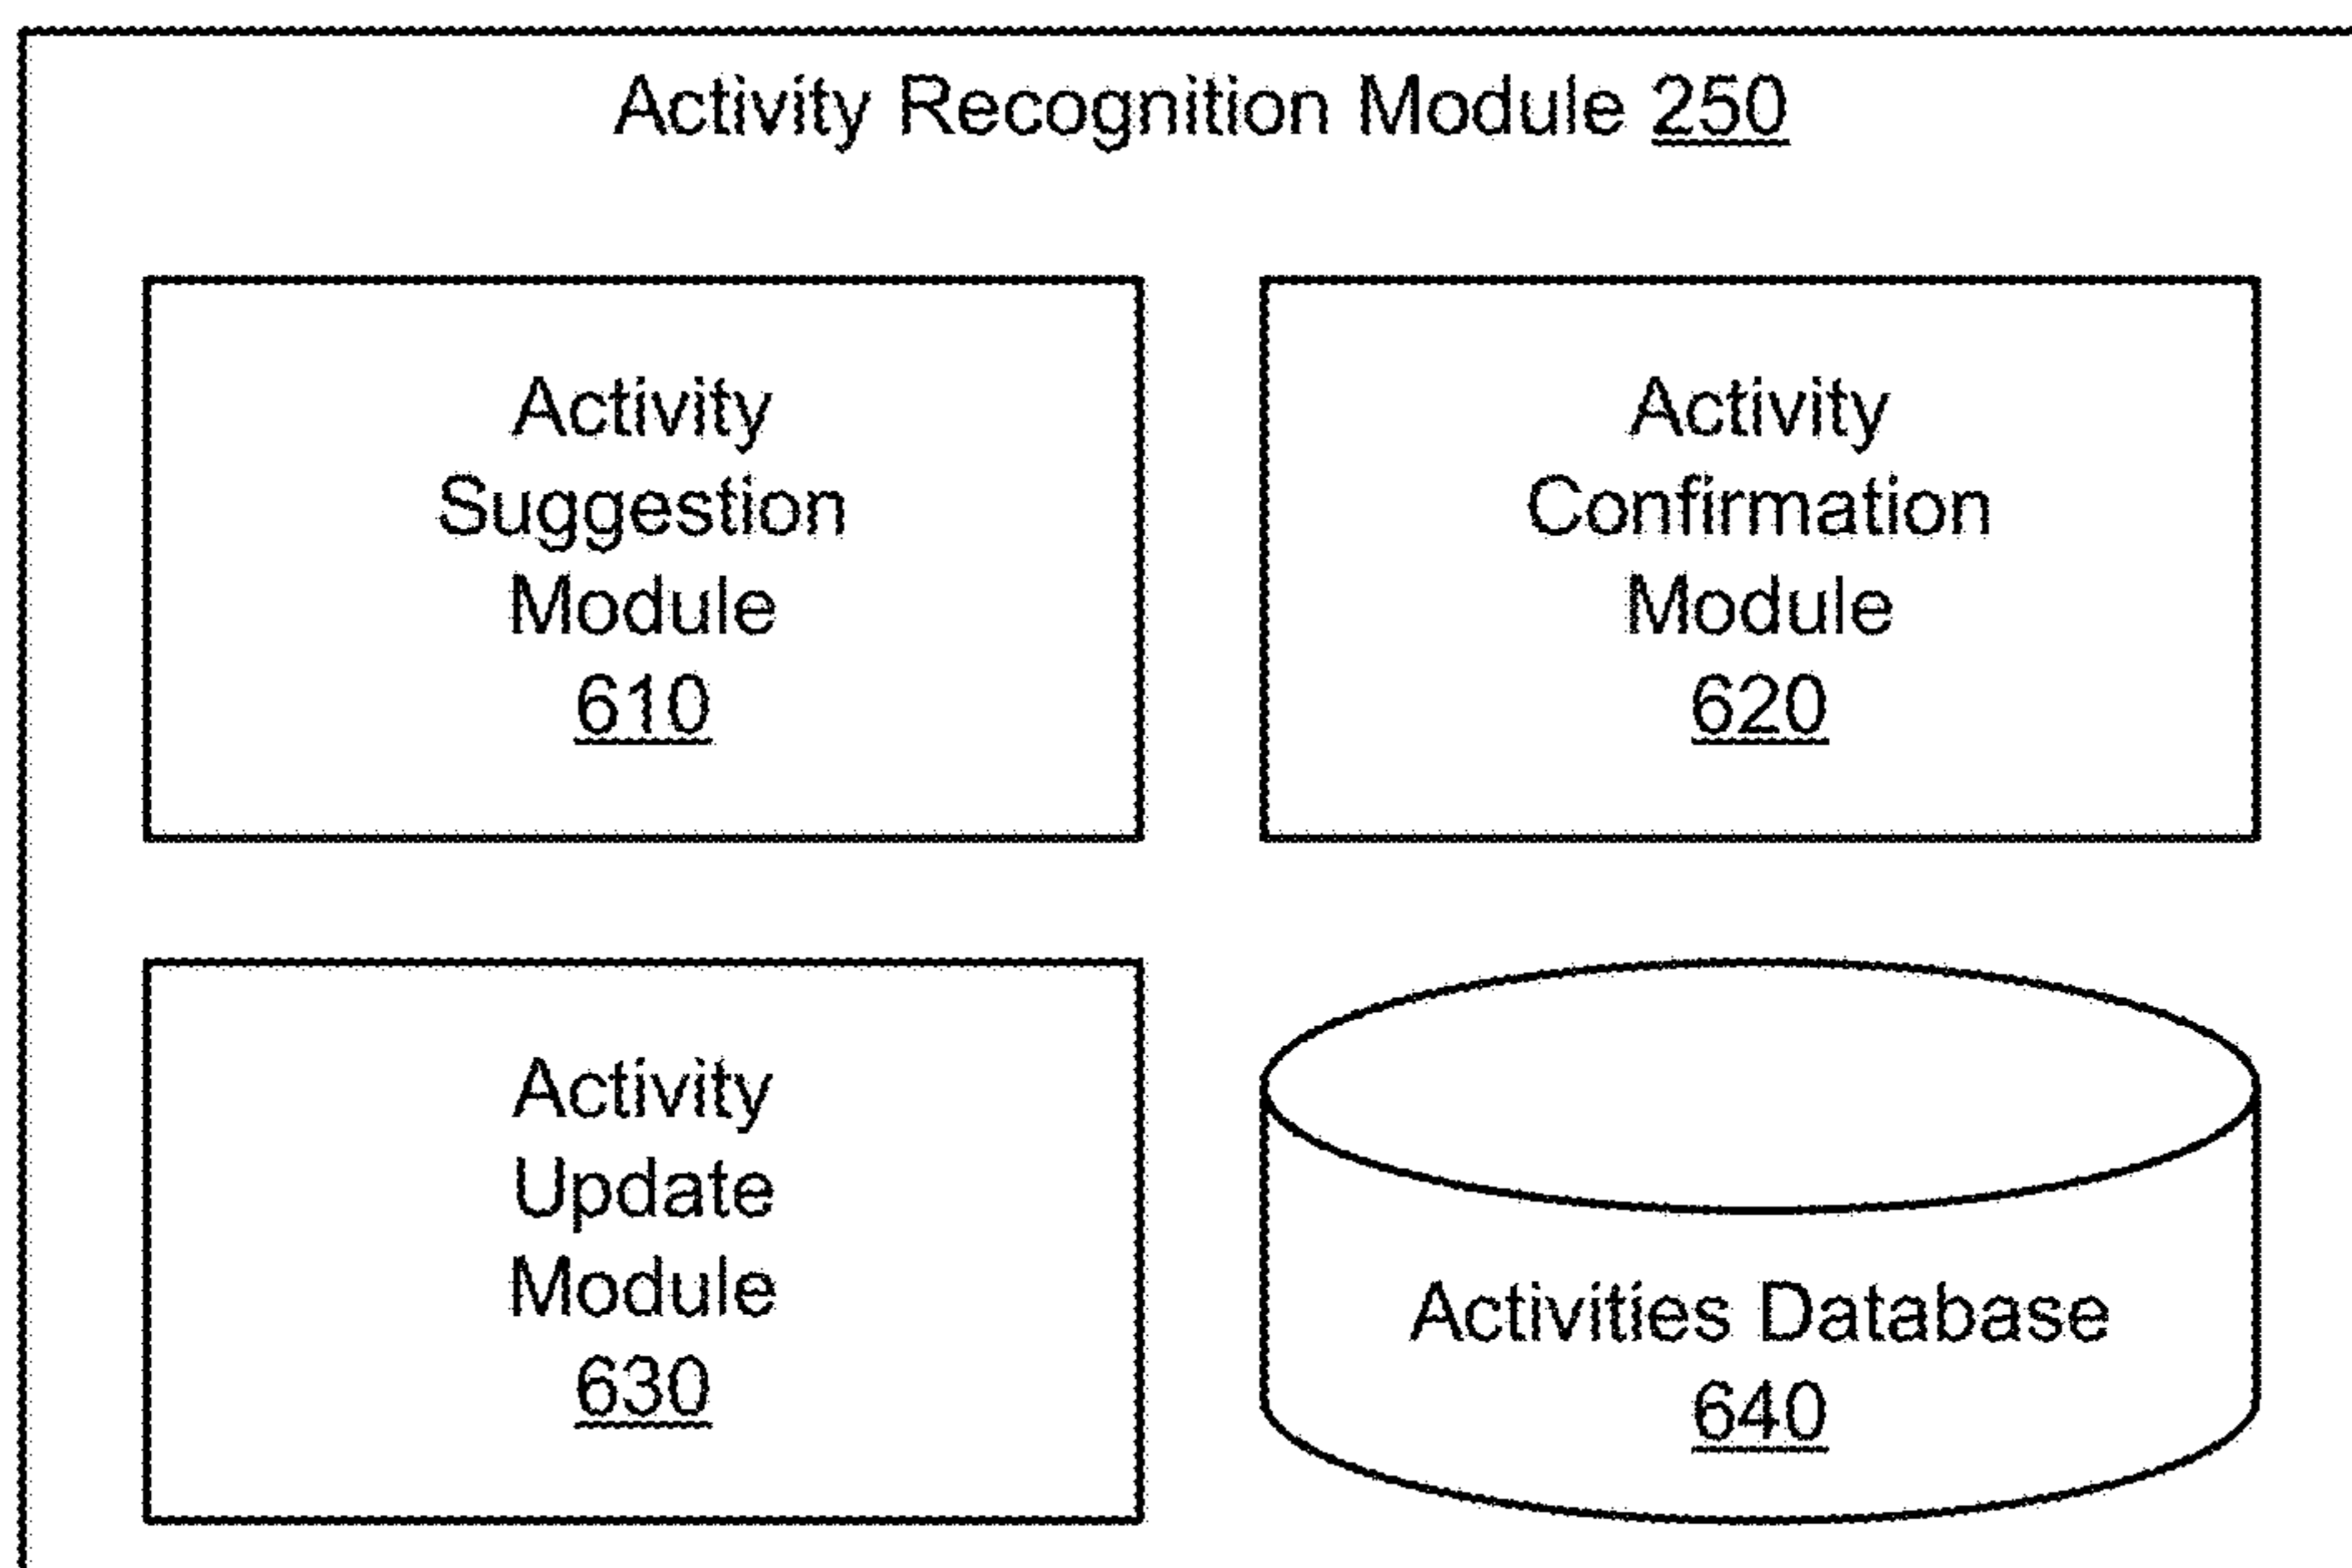 Activity Recognition Module 250
Activity
Suggestion
Module
610
Activity
Confirmation
Module
620
Activity
Update
Module
630
Activities Database
640